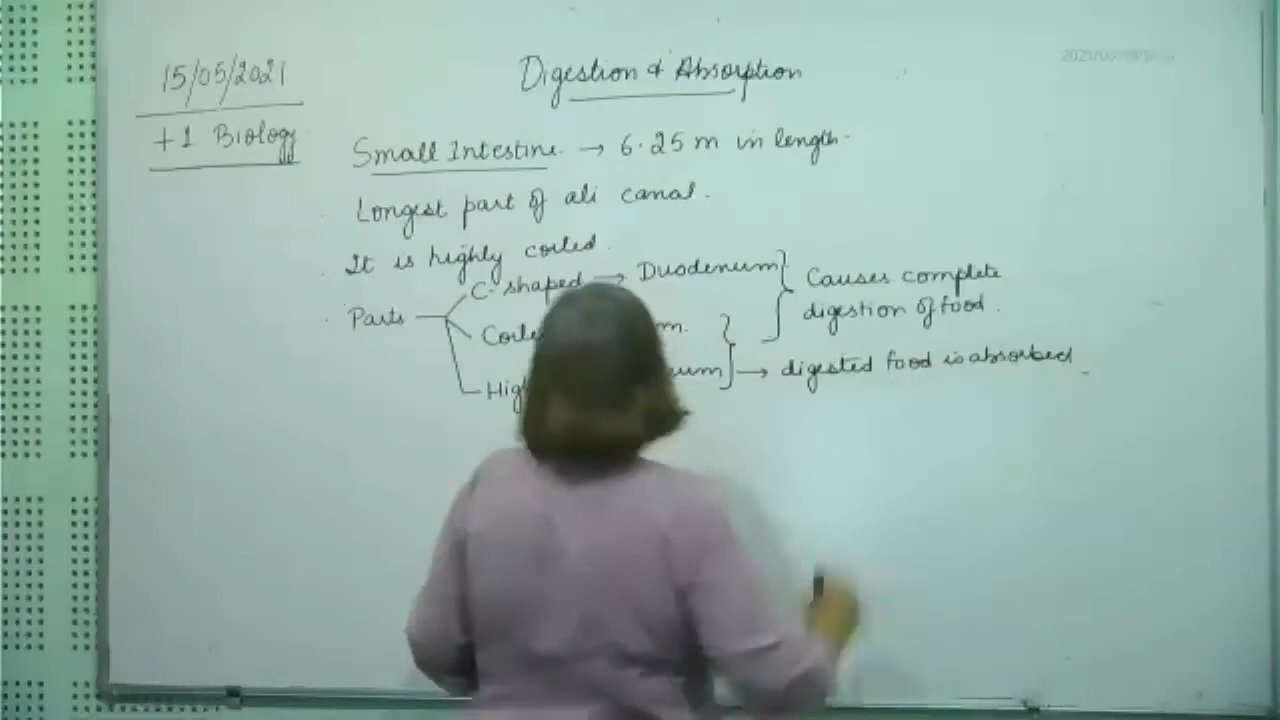 15/05/2021
+1 Biology
Digestion & Absorption
Small Intestine → 6.25 m in length.
Longest part of ali canal.
It is highly coiled.
Parts
C-shaped → Duodenum
Causes complete
digestion of food.
→ digested food is absorbed